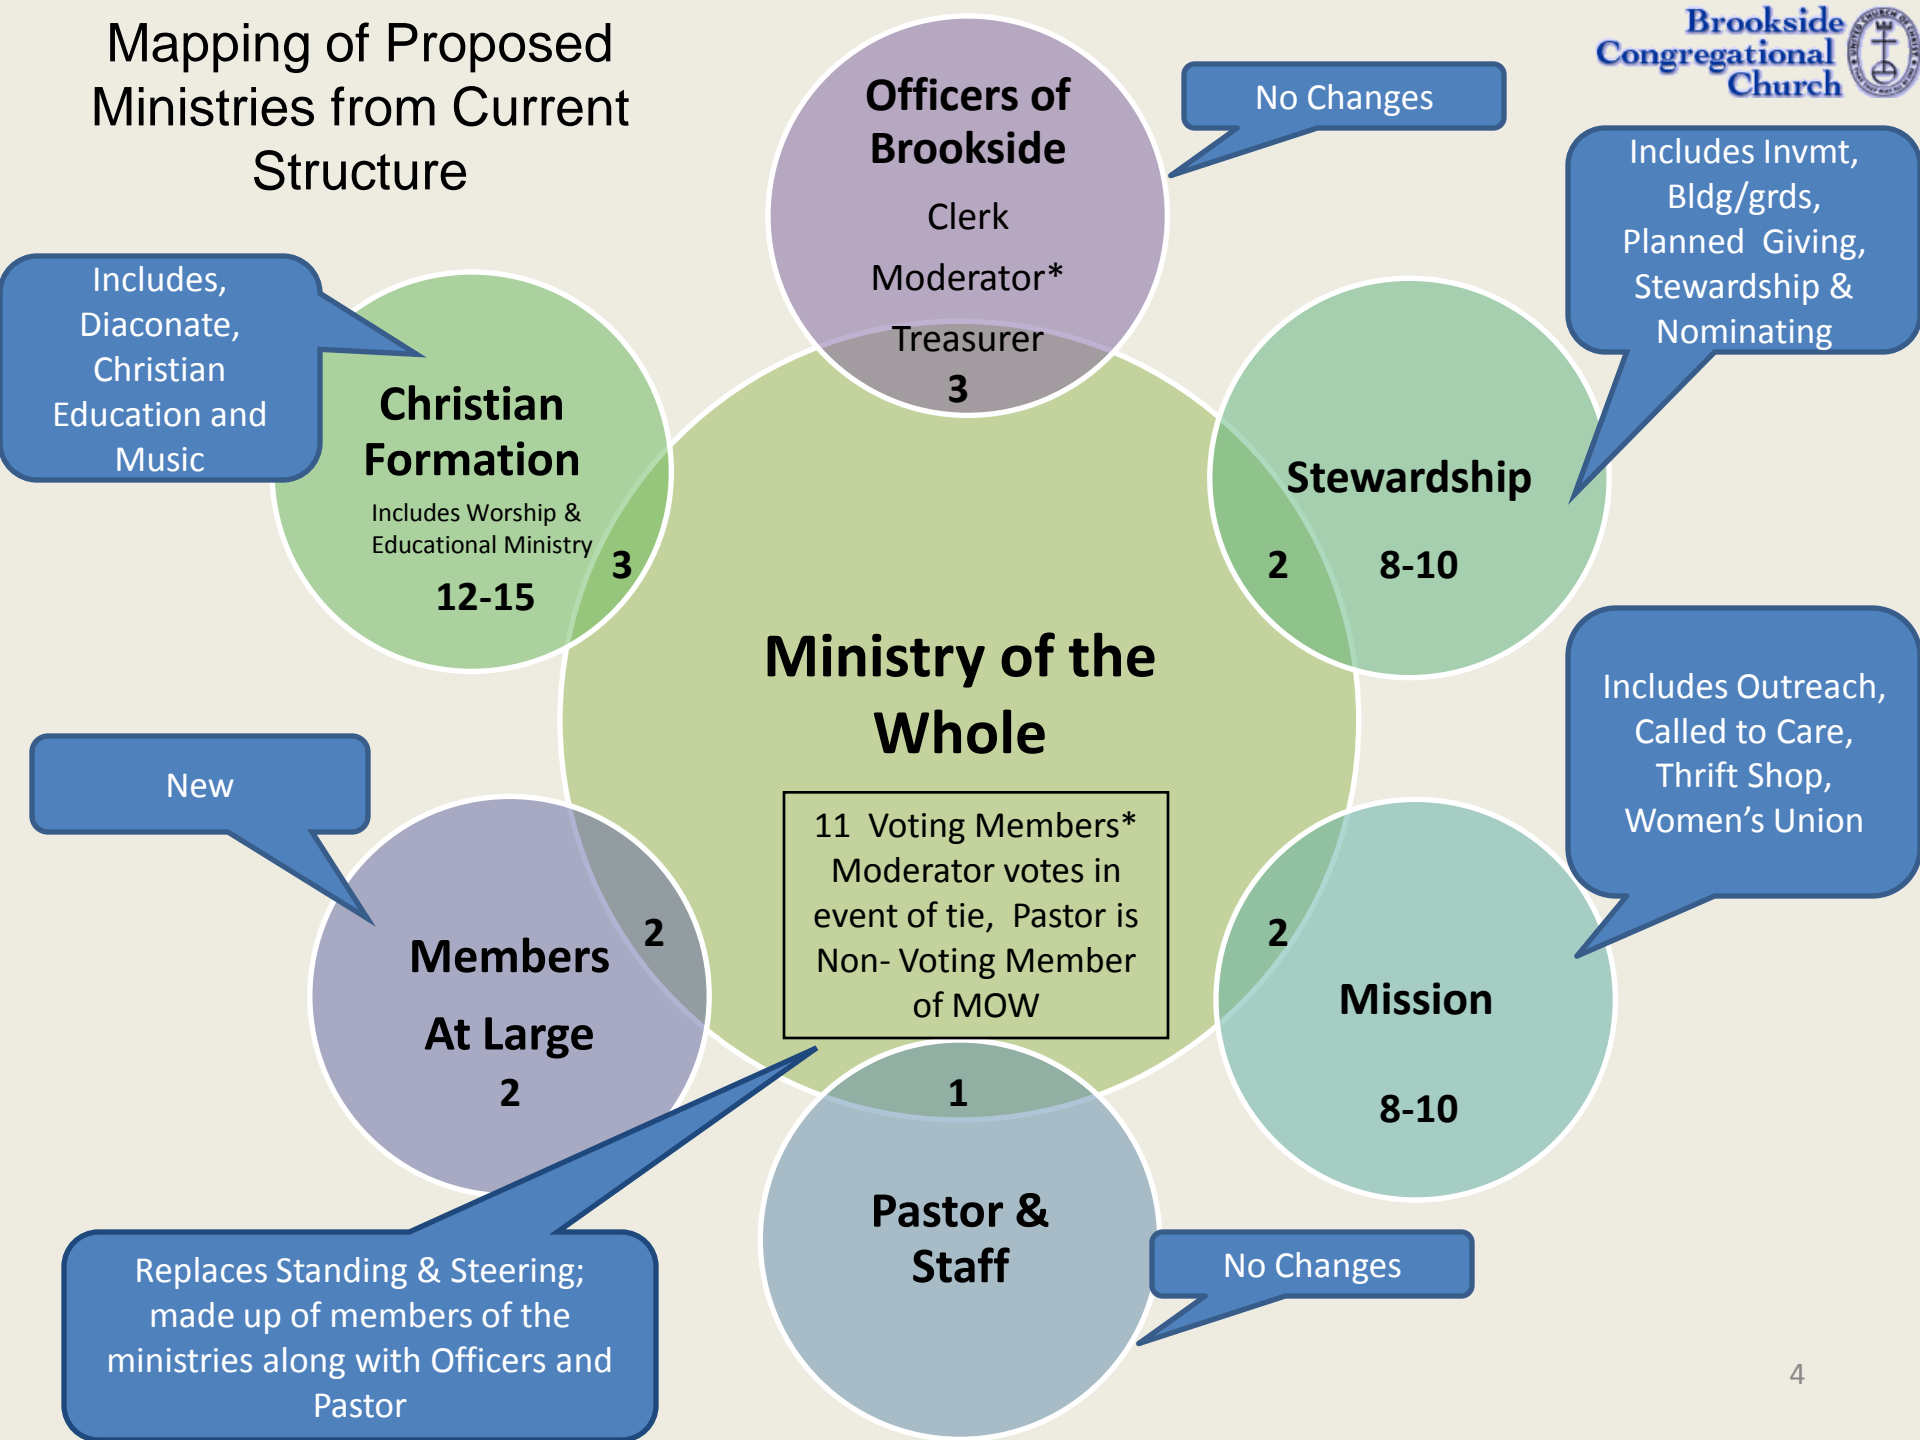 Mapping of Proposed
Ministries from Current
Structure
Brookside
Congregational
Church
Officers of
Brookside
Clerk
Moderator*
Treasurer
3
No Changes
Includes Invmt,
Bldg/grds,
Planned Giving,
Stewardship &
Nominating
Includes,
Diaconate,
Christian
Education and
Music
Christian
Formation
Includes Worship &
Educational Ministry
12-15
3
Stewardship
2
8-10
Ministry of the
Whole
11 Voting Members*
Moderator votes in
event of tie, Pastor is
Non- Voting Member
of MOW
Includes Outreach,
Called to Care,
Thrift Shop,
Women's Union
New
Members
At Large
2
2
2
Mission
8-10
1
Pastor &
Staff
No Changes
Replaces Standing & Steering;
made up of members of the
ministries along with Officers and
Pastor
4